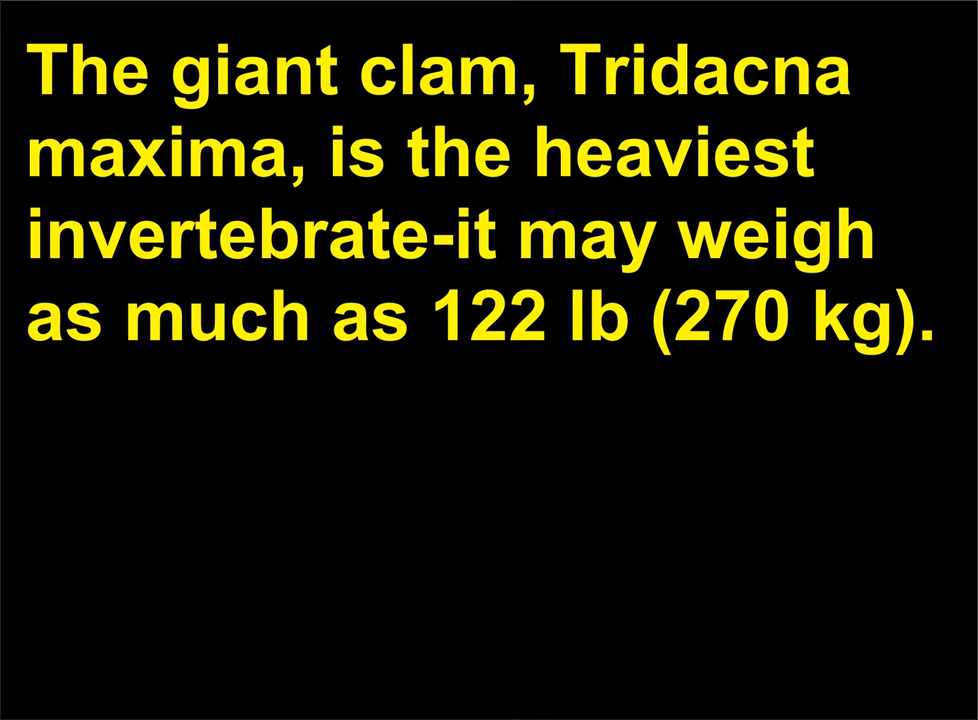 The giant clam, Tridacna
maxima, is the heaviest
invertebrate-it may weigh
as much as 122 lb (270 kg).